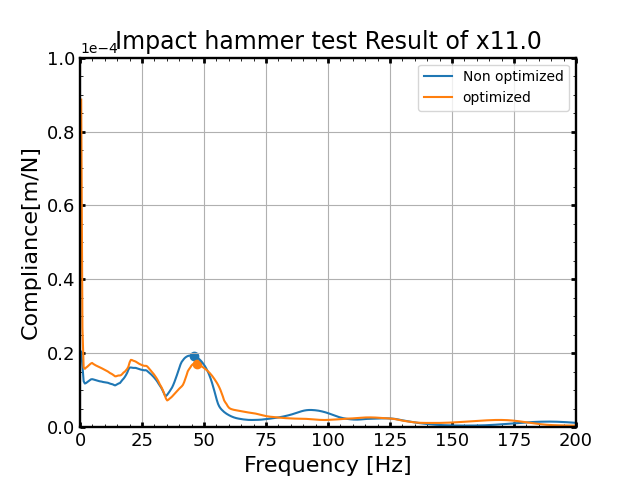 Impact hammer test Result of x11.0
1e−4
1.0
0.8
0.6
0.4
0.2
0.0
Compliance[m/N]
Non optimized
optimized
0 25 50 75 100 125 150 175 200
Frequency [Hz]